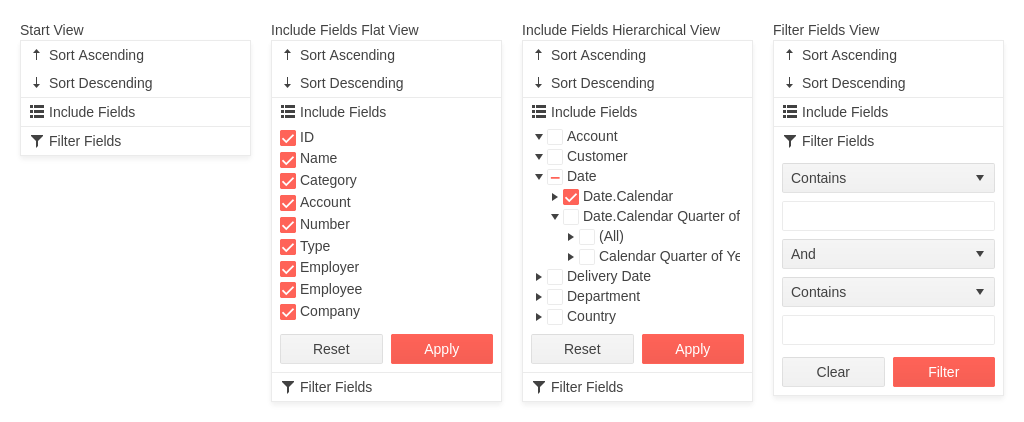 Start View
Sort Ascending
Sort Descending
Include Fields
Filter Fields
Include Fields Flat View
Sort Ascending
Sort Descending
Include Fields
ID
Name
Category
Account
Number
Type
Employer
Employee
Company
Reset
Apply
Filter Fields
Include Fields Hierarchical View
Sort Ascending
Sort Descending
Include Fields
Account
Customer
Date
Date.Calendar
Date.Calendar Quarter of
(All)
Calendar Quarter of Ye
Delivery Date
Department
Country
Reset
Apply
Filter Fields
Filter Fields View
Sort Ascending
Sort Descending
Include Fields
Filter Fields
Contains
And
Contains
Clear
Filter